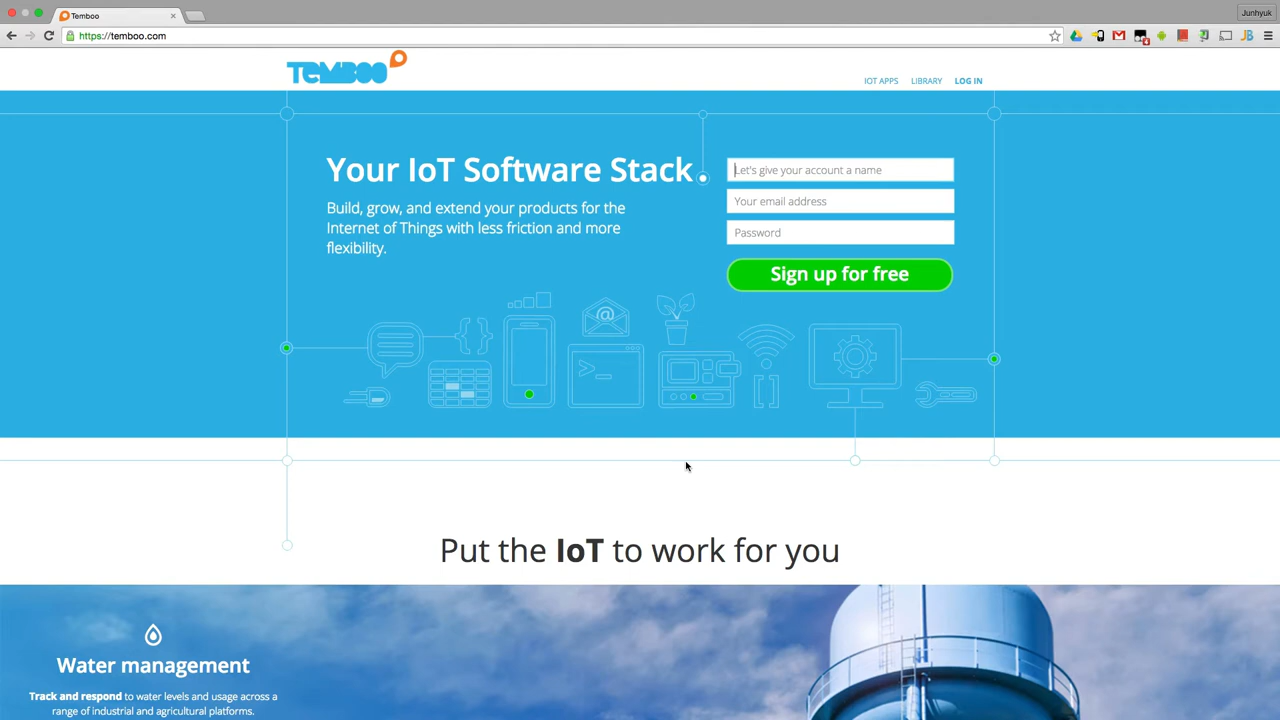 Temboo
Junhyuk
https://temboo.com
4
TEMBOO
IOT APPS
LIBRARY
LOG IN
Your IoT Software Stack
Build, grow, and extend your products for the
Internet of Things with less friction and more
flexibility.
Let's give your account a name
Your email address
Password
Sign up for free
Put the IoT to work for you
Water management
Track and respond to water levels and usage across a
range of industrial and agricultural platforms.